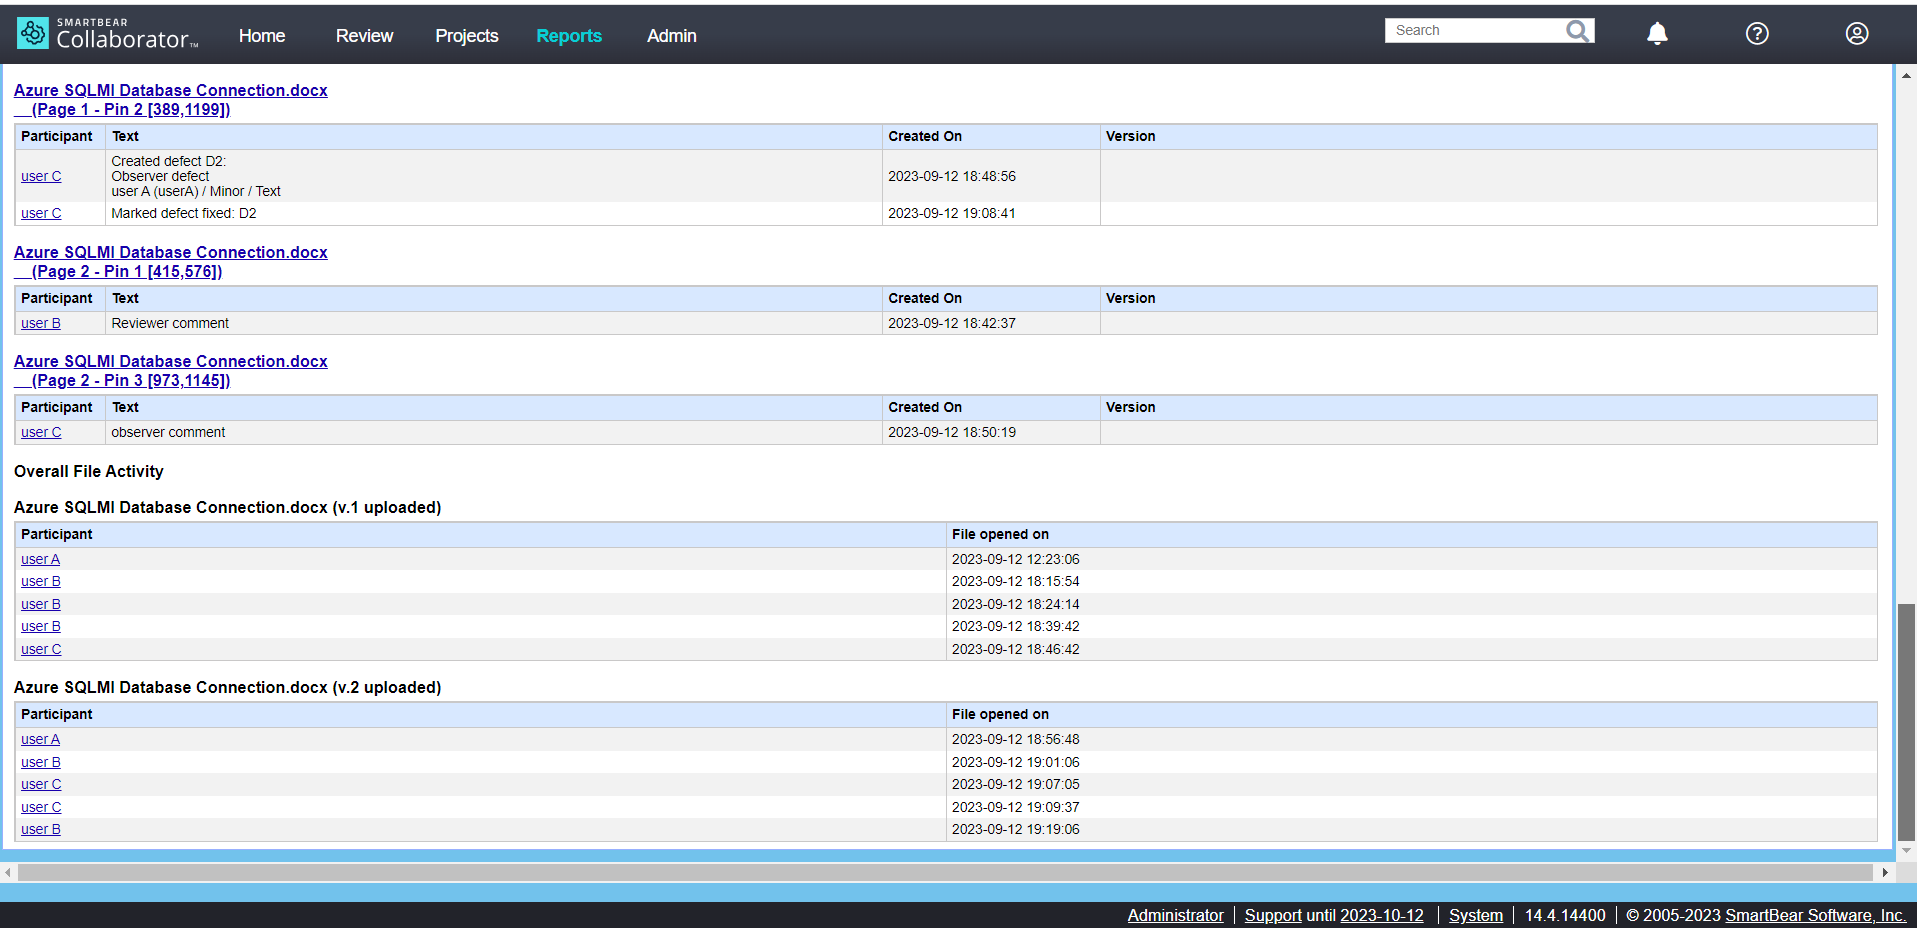 SMARTBEAR
Collaborator™ Home Review Projects Reports Admin Search
Azure SQLMI Database Connection.docx
(Page 1 - Pin 2 [389,1199])
Participant Text Created On Version
user C Created defect D2:
Observer defect
user A (userA) / Minor / Text 2023-09-12 18:48:56
user C Marked defect fixed: D2 2023-09-12 19:08:41
Azure SQLMI Database Connection.docx
(Page 2 - Pin 1 [415,576])
Participant Text Created On Version
user B Reviewer comment 2023-09-12 18:42:37
Azure SQLMI Database Connection.docx
(Page 2 - Pin 3 [973,1145])
Participant Text Created On Version
user C observer comment 2023-09-12 18:50:19
Overall File Activity
Azure SQLMI Database Connection.docx (v.1 uploaded)
Participant File opened on
user A 2023-09-12 12:23:06
user B 2023-09-12 18:15:54
user B 2023-09-12 18:24:14
user B 2023-09-12 18:39:42
user C 2023-09-12 18:46:42
Azure SQLMI Database Connection.docx (v.2 uploaded)
Participant File opened on
user A 2023-09-12 18:56:48
user B 2023-09-12 19:01:06
user C 2023-09-12 19:07:05
user C 2023-09-12 19:09:37
user B 2023-09-12 19:19:06
Administrator | Support until 2023-10-12 | System | 14.4.14400 | © 2005-2023 SmartBear Software, Inc.